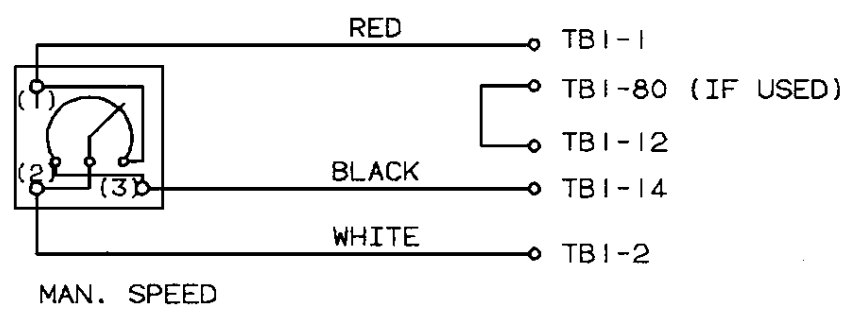 RED TB1-1
(1) TB1-80 (IF USED)
TB1-12
(2) (3) BLACK TB1-14
WHITE TB1-2
MAN. SPEED